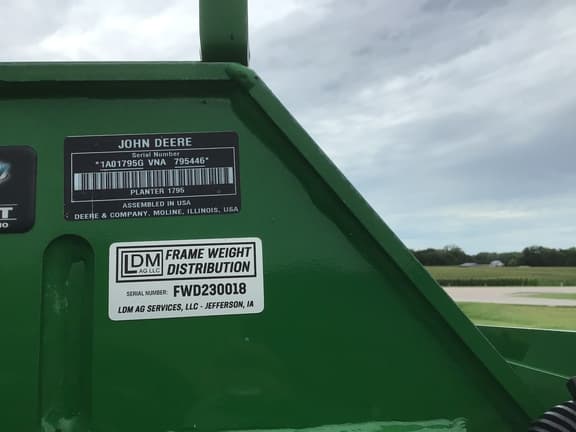 JOHN DEERE
Serial Number
*1A01795G VNA 795446*
PLANTER 1795
ASSEMBLED IN USA
DEERE & COMPANY. MOLINE, ILLINOIS, USA
LDM AG LLC FRAME WEIGHT
DISTRIBUTION
SERIAL NUMBER: FWD230018
LDM AG SERVICES, LLC - JEFFERSON, IA